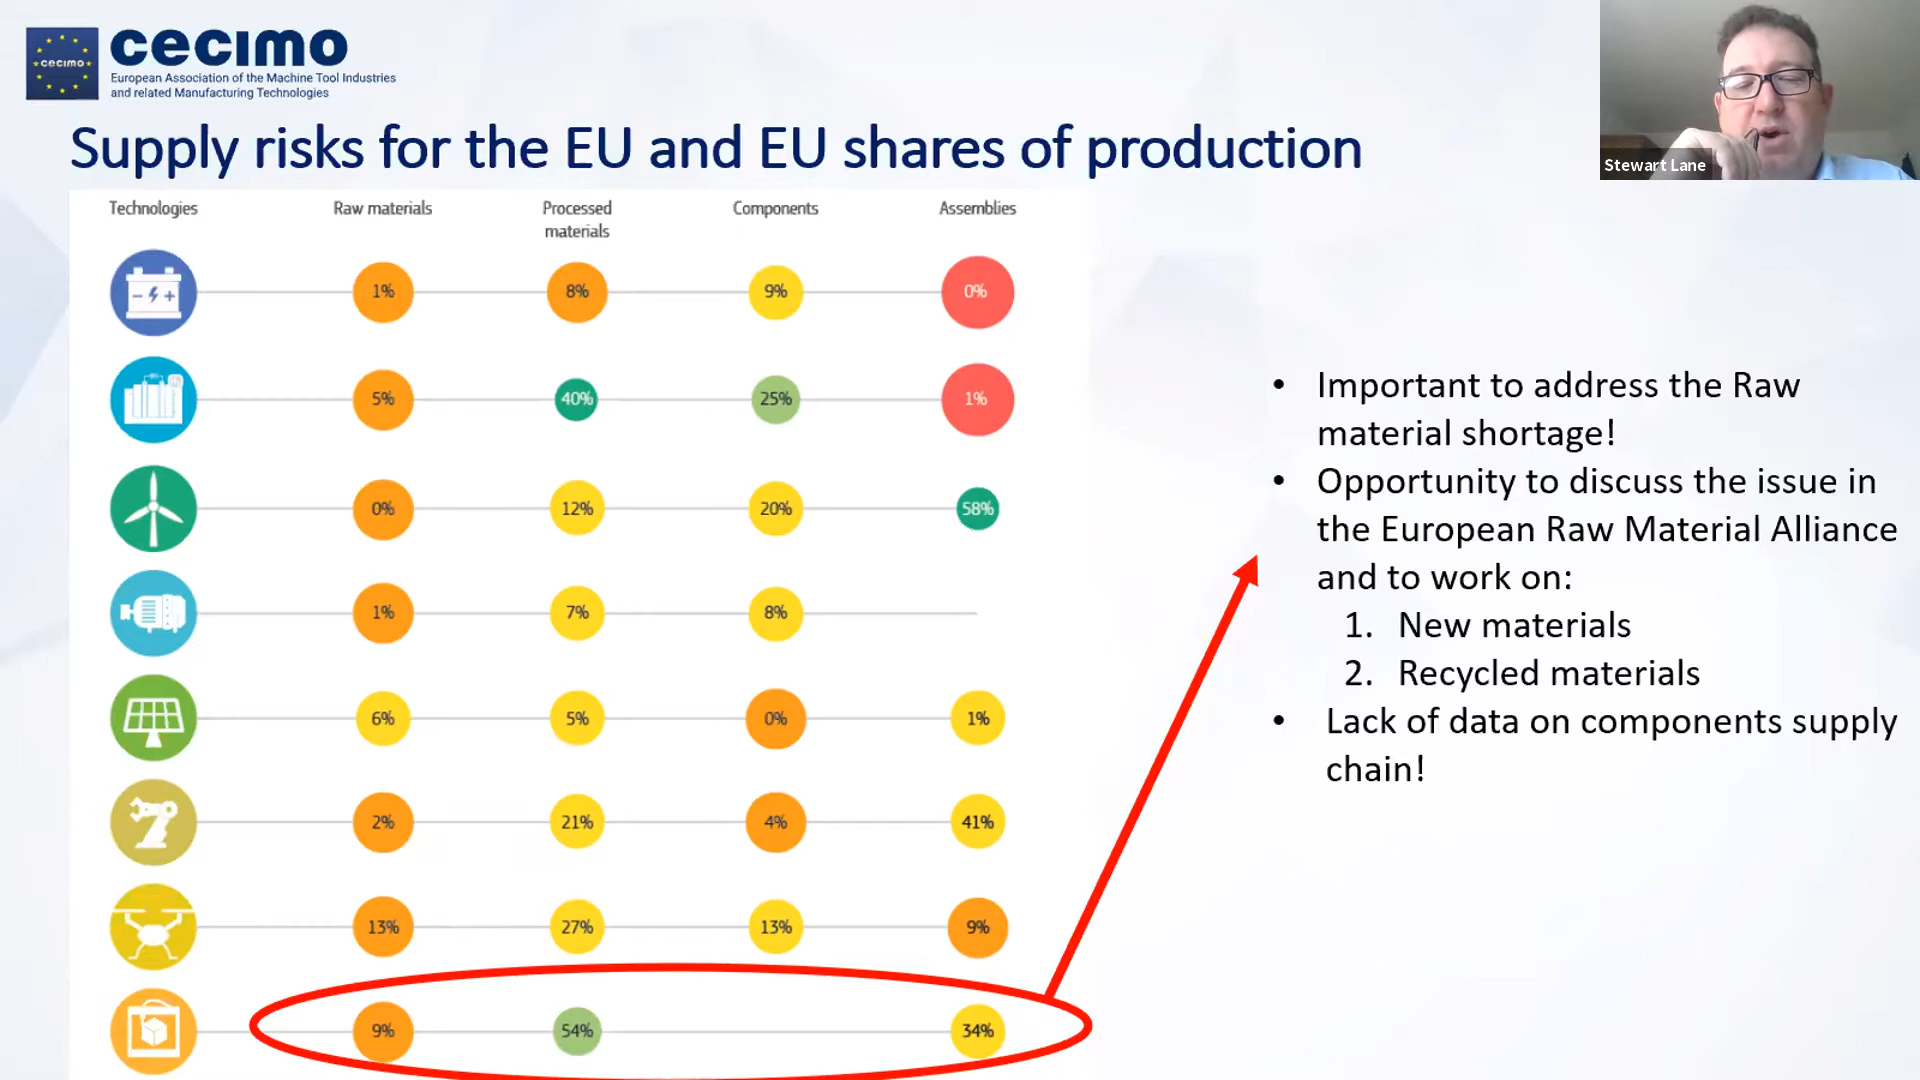 cecimo
cecimo
European Association of the Machine Tool Industries
and related Manufacturing Technologies
Stewart Lane
Supply risks for the EU and EU shares of production
Technologies Raw materials Processed materials Components Assemblies
1% 8% 9% 0%
5% 40% 25% 1%
0% 12% 20% 58%
1% 7% 8%
6% 5% 0% 1%
2% 21% 4% 41%
13% 27% 13% 9%
9% 54% 34%
• Important to address the Raw
material shortage!
• Opportunity to discuss the issue in
the European Raw Material Alliance
and to work on:
1. New materials
2. Recycled materials
• Lack of data on components supply
chain!